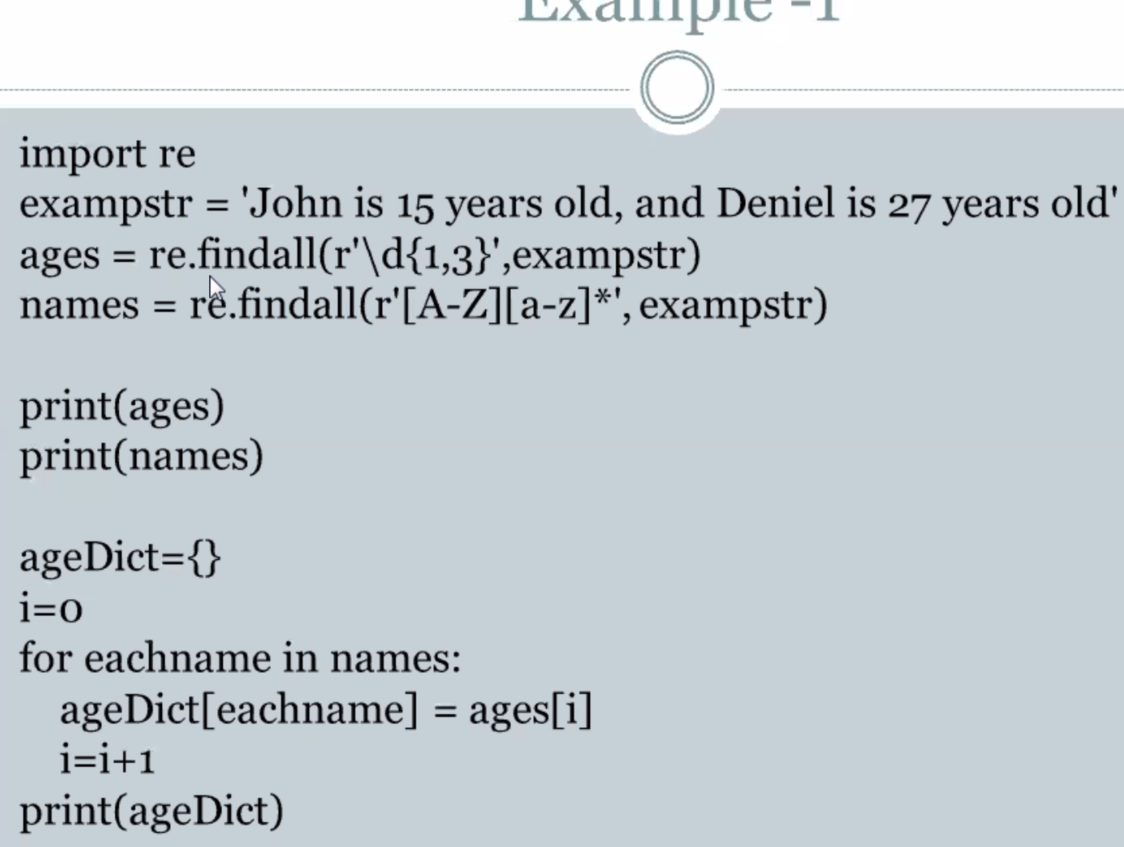 Example -1
import re
exampstr = 'John is 15 years old, and Deniel is 27 years old'
ages = re.findall(r'\d{1,3}',exampstr)
names = re.findall(r'[A-Z][a-z]*', exampstr)
print(ages)
print(names)
ageDict={}
i=0
for eachname in names:
    ageDict[eachname] = ages[i]
    i=i+1
print(ageDict)